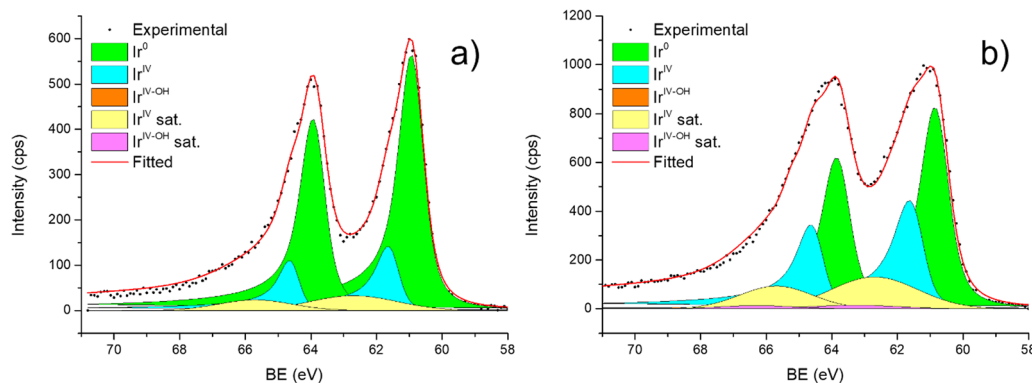 Experimental
Ir⁰
Irᴵⱽ
Irᴵⱽ⁻ᴼᴴ
Irᴵⱽ sat.
Irᴵⱽ⁻ᴼᴴ sat.
Fitted
a)
600
500
400
300
200
100
0
Intensity (cps)
70 68 66 64 62 60 58
BE (eV)
Experimental
Ir⁰
Irᴵⱽ
Irᴵⱽ⁻ᴼᴴ
Irᴵⱽ sat.
Irᴵⱽ⁻ᴼᴴ sat.
Fitted
b)
1200
1000
800
600
400
200
0
Intensity (cps)
70 68 66 64 62 60 58
BE (eV)